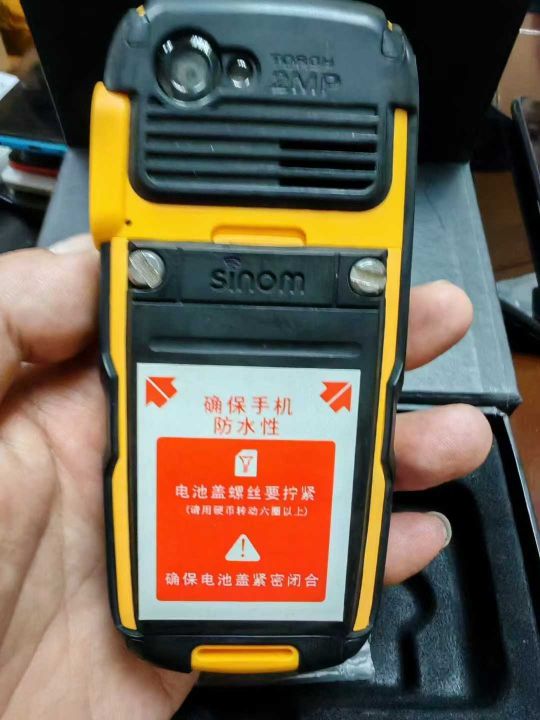 TORCH
2MP
sinom
确保手机
防水性
电池盖螺丝要拧紧
(请用硬币转动六圈以上)
确保电池盖紧密闭合